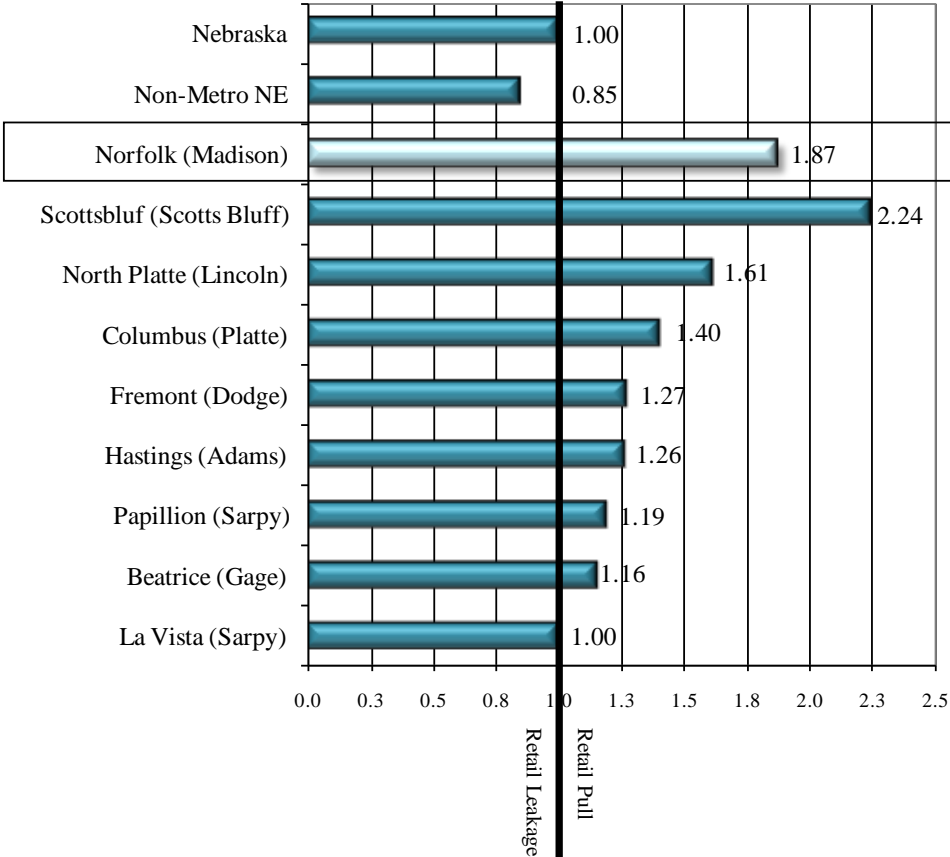 Nebraska 1.00
Non-Metro NE 0.85
Norfolk (Madison) 1.87
Scottsbluf (Scotts Bluff) 2.24
North Platte (Lincoln) 1.61
Columbus (Platte) 1.40
Fremont (Dodge) 1.27
Hastings (Adams) 1.26
Papillion (Sarpy) 1.19
Beatrice (Gage) 1.16
La Vista (Sarpy) 1.00
0.0 0.3 0.5 0.8 1.0 1.3 1.5 1.8 2.0 2.3 2.5
Retail Leakage
Retail Pull